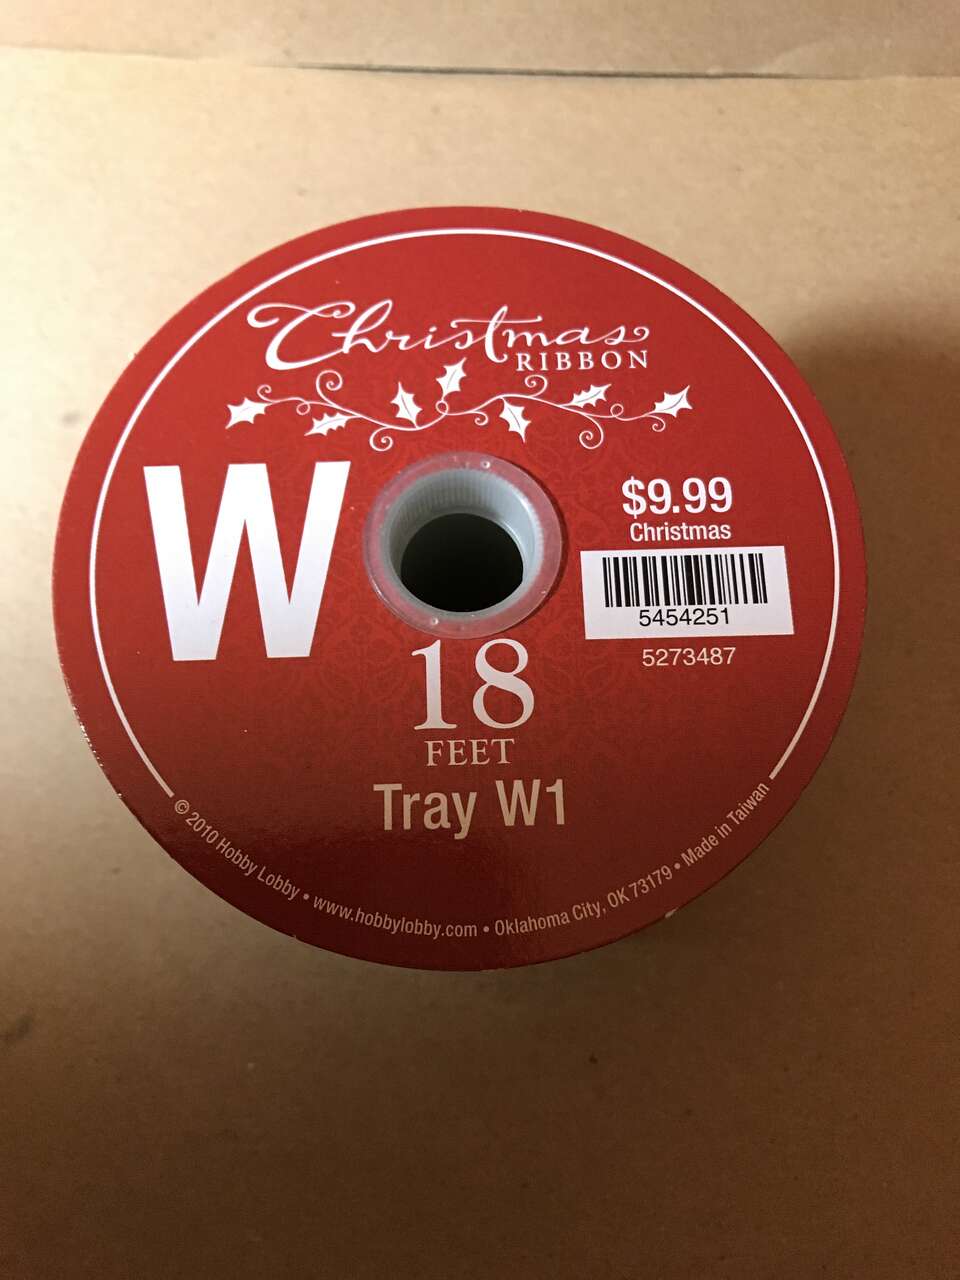 Christmas
RIBBON
W
$9.99
Christmas
5454251
5273487
18
FEET
Tray W1
© 2010 Hobby Lobby • www.hobbylobby.com • Oklahoma City, OK 73179 • Made in Taiwan